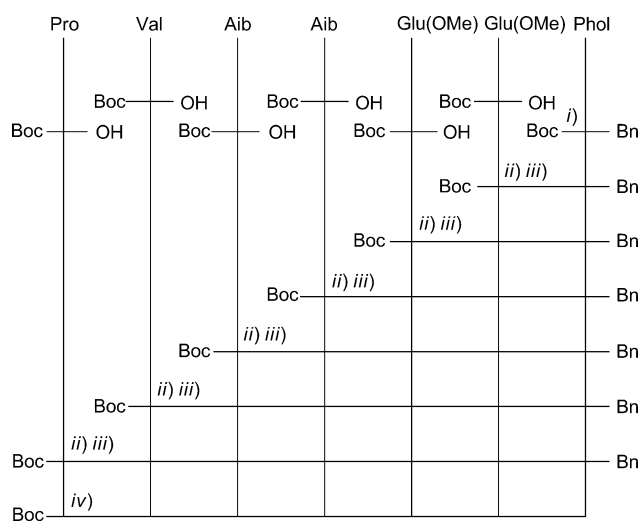 Pro Val Aib Aib Glu(OMe) Glu(OMe) Phol
Boc OH Boc OH Boc OH
Boc OH Boc OH Boc OH Boc i) Bn
Boc ii) iii) Bn
Boc ii) iii) Bn
Boc ii) iii) Bn
Boc ii) iii) Bn
Boc ii) iii) Bn
Boc ii) iii) Bn
Boc iv)